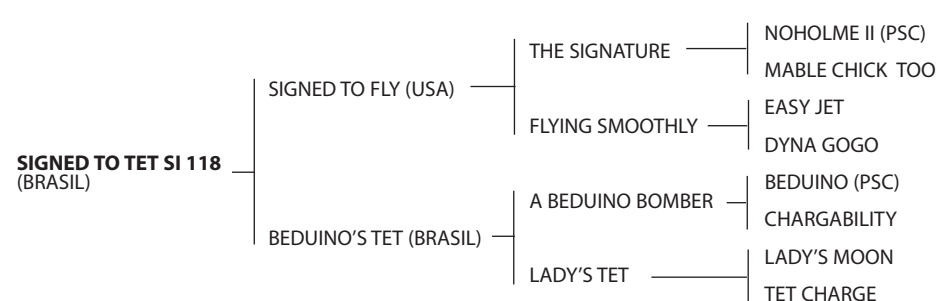 SIGNED TO TET SI 118
(BRASIL)
SIGNED TO FLY (USA)
BEDUINO’S TET (BRASIL)
THE SIGNATURE
FLYING SMOOTHLY
A BEDUINO BOMBER
LADY’S TET
NOHOLME II (PSC)
MABLE CHICK TOO
EASY JET
DYNA GOGO
BEDUINO (PSC)
CHARGABILITY
LADY’S MOON
TET CHARGE